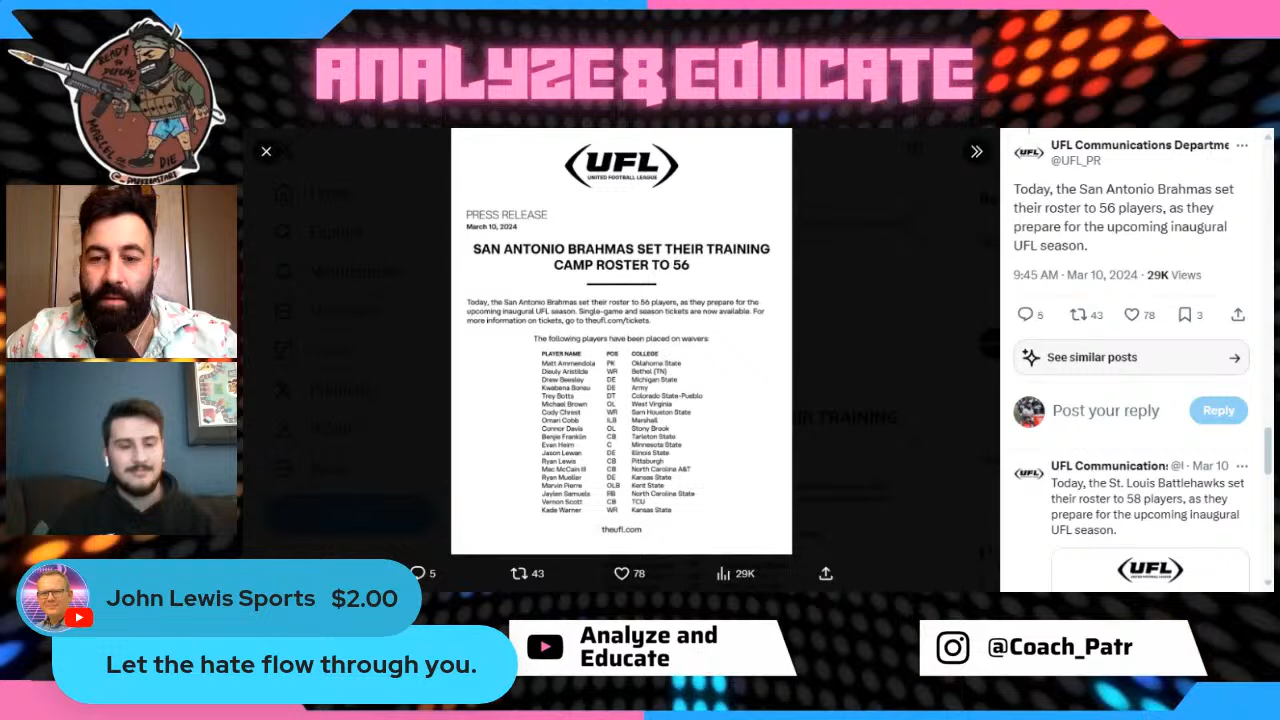 ANALYZE & EDUCATE
READY TO DEFEND
MARCEL OR DIE
UFL
UNITED FOOTBALL LEAGUE
PRESS RELEASE
March 10, 2024
SAN ANTONIO BRAHMAS SET THEIR TRAINING
CAMP ROSTER TO 56
Today, the San Antonio Brahmas set their roster to 56 players, as they prepare for the
upcoming inaugural UFL season. Single-game and season tickets are now available. For
more information on tickets, go to theufl.com/tickets.
The following players have been placed on waivers:
PLAYER NAME POS COLLEGE
Matt Ammendola PK Oklahoma State
Dieuly Aristilde WR Bethel (TN)
Drew Beesley DE Michigan State
Kwabena Bonsu DE Army
Trey Botts DT Colorado State-Pueblo
Michael Brown OL West Virginia
Cody Chrest WR Sam Houston State
Omari Cobb ILB Marshall
Connor Davis OL Stony Brook
Benjie Franklin CB Tarleton State
Evan Heim C Minnesota State
Jason Lewan DE Illinois State
Ryan Lewis CB Pittsburgh
Mac McCain III CB North Carolina A&T
Ryan Mueller DE Kansas State
Marvin Pierre OLB Kent State
Jaylen Samuels RB North Carolina State
Vernon Scott CB TCU
Kade Warner WR Kansas State
theufl.com
5 43 78 29K
UFL Communications Departme ...
@UFL_PR
Today, the San Antonio Brahmas set
their roster to 56 players, as they
prepare for the upcoming inaugural
UFL season.
9:45 AM · Mar 10, 2024 · 29K Views
5 43 78 3
See similar posts
Post your reply Reply
UFL Communication: @I · Mar 10 ...
Today, the St. Louis Battlehawks set
their roster to 58 players, as they
prepare for the upcoming inaugural
UFL season.
UFL
John Lewis Sports $2.00
Let the hate flow through you.
Analyze and
Educate
@Coach_Patr